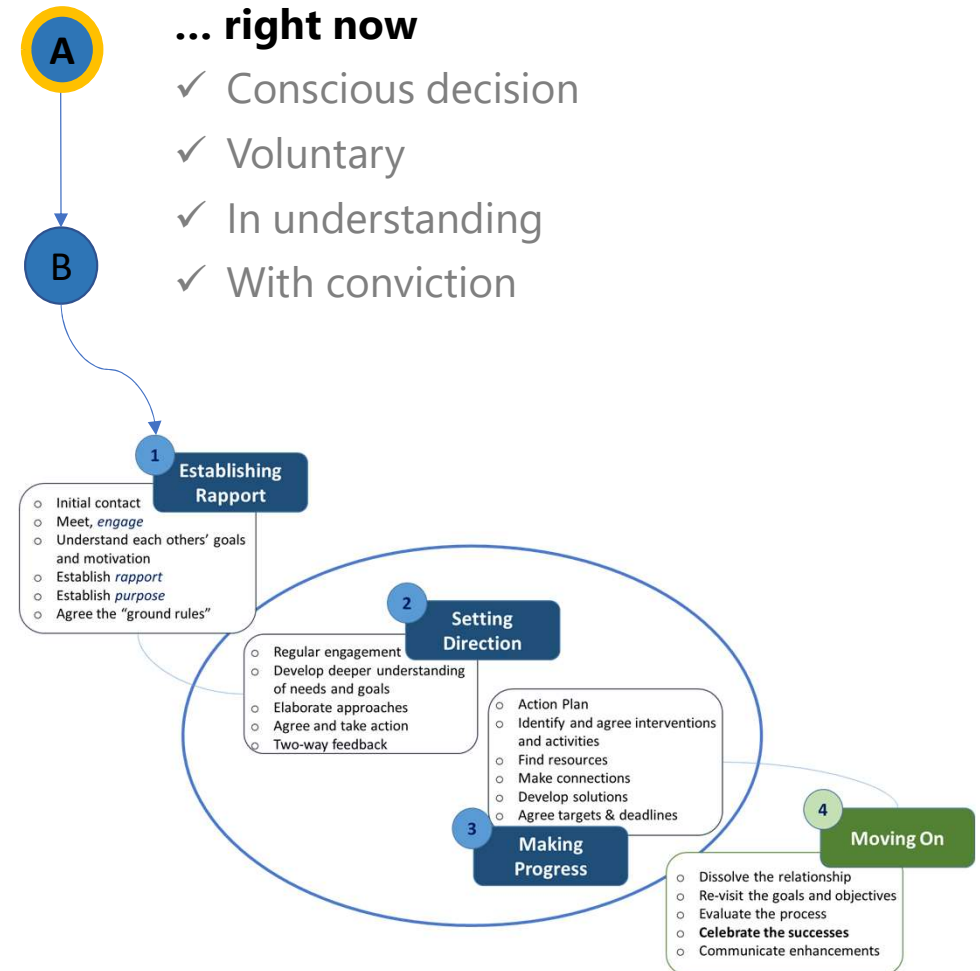 A
... right now
✓ Conscious decision
✓ Voluntary
✓ In understanding
✓ With conviction
B
1
Establishing
Rapport
o Initial contact
o Meet, engage
o Understand each others' goals
and motivation
o Establish rapport
o Establish purpose
o Agree the “ground rules”
2
Setting
Direction
o Regular engagement
o Develop deeper understanding
of needs and goals
o Elaborate approaches
o Agree and take action
o Two-way feedback
o Action Plan
o Identify and agree interventions
and activities
o Find resources
o Make connections
o Develop solutions
o Agree targets & deadlines
3
Making
Progress
4
Moving On
o Dissolve the relationship
o Re-visit the goals and objectives
o Evaluate the process
o Celebrate the successes
o Communicate enhancements